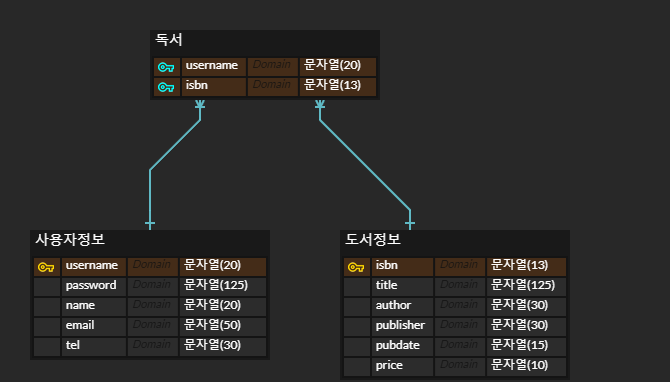 독서
username Domain 문자열(20)
isbn Domain 문자열(13)
사용자정보
username Domain 문자열(20)
password Domain 문자열(125)
name Domain 문자열(20)
email Domain 문자열(50)
tel Domain 문자열(30)
도서정보
isbn Domain 문자열(13)
title Domain 문자열(125)
author Domain 문자열(30)
publisher Domain 문자열(30)
pubdate Domain 문자열(15)
price Domain 문자열(10)